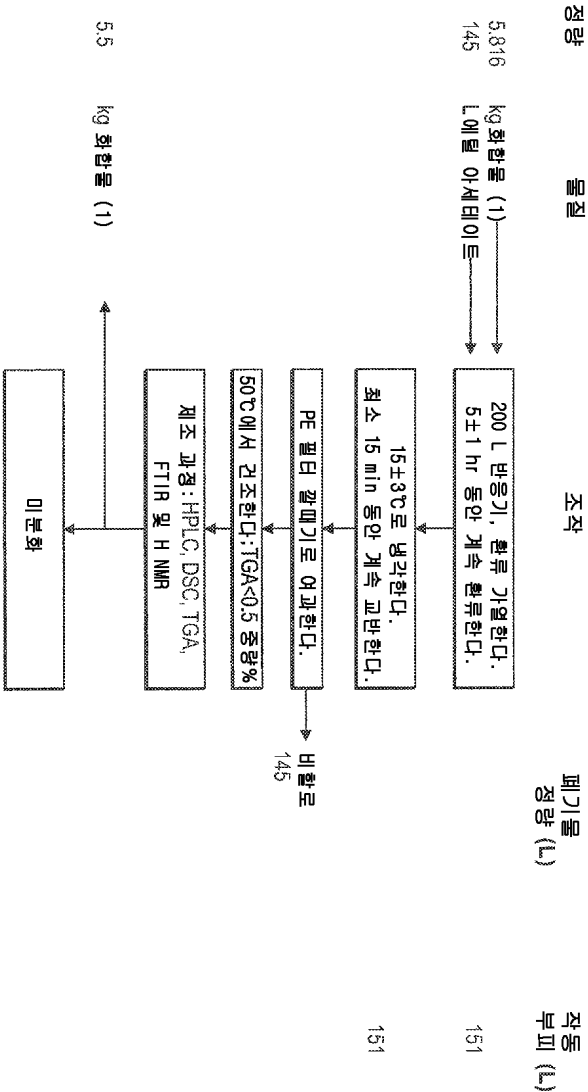 정량
물질
조작
폐기물
정량 (L)
작동
부피 (L)
5.816 kg 화합물 (1)
145 L에틸 아세테이트
200 L 반응기, 환류 가열한다.
5±1 hr 동안 계속 환류한다.
151
15±3℃로 냉각한다.
최소 15 min 동안 계속 교반한다.
151
PE 필터 깔때기로 여과한다.
비할로
145
50℃에서 건조한다;TGA<0.5 중량%
제조 과정: HPLC, DSC, TGA,
FTIR 및 H NMR
5.5 kg 화합물 (1)
미분화